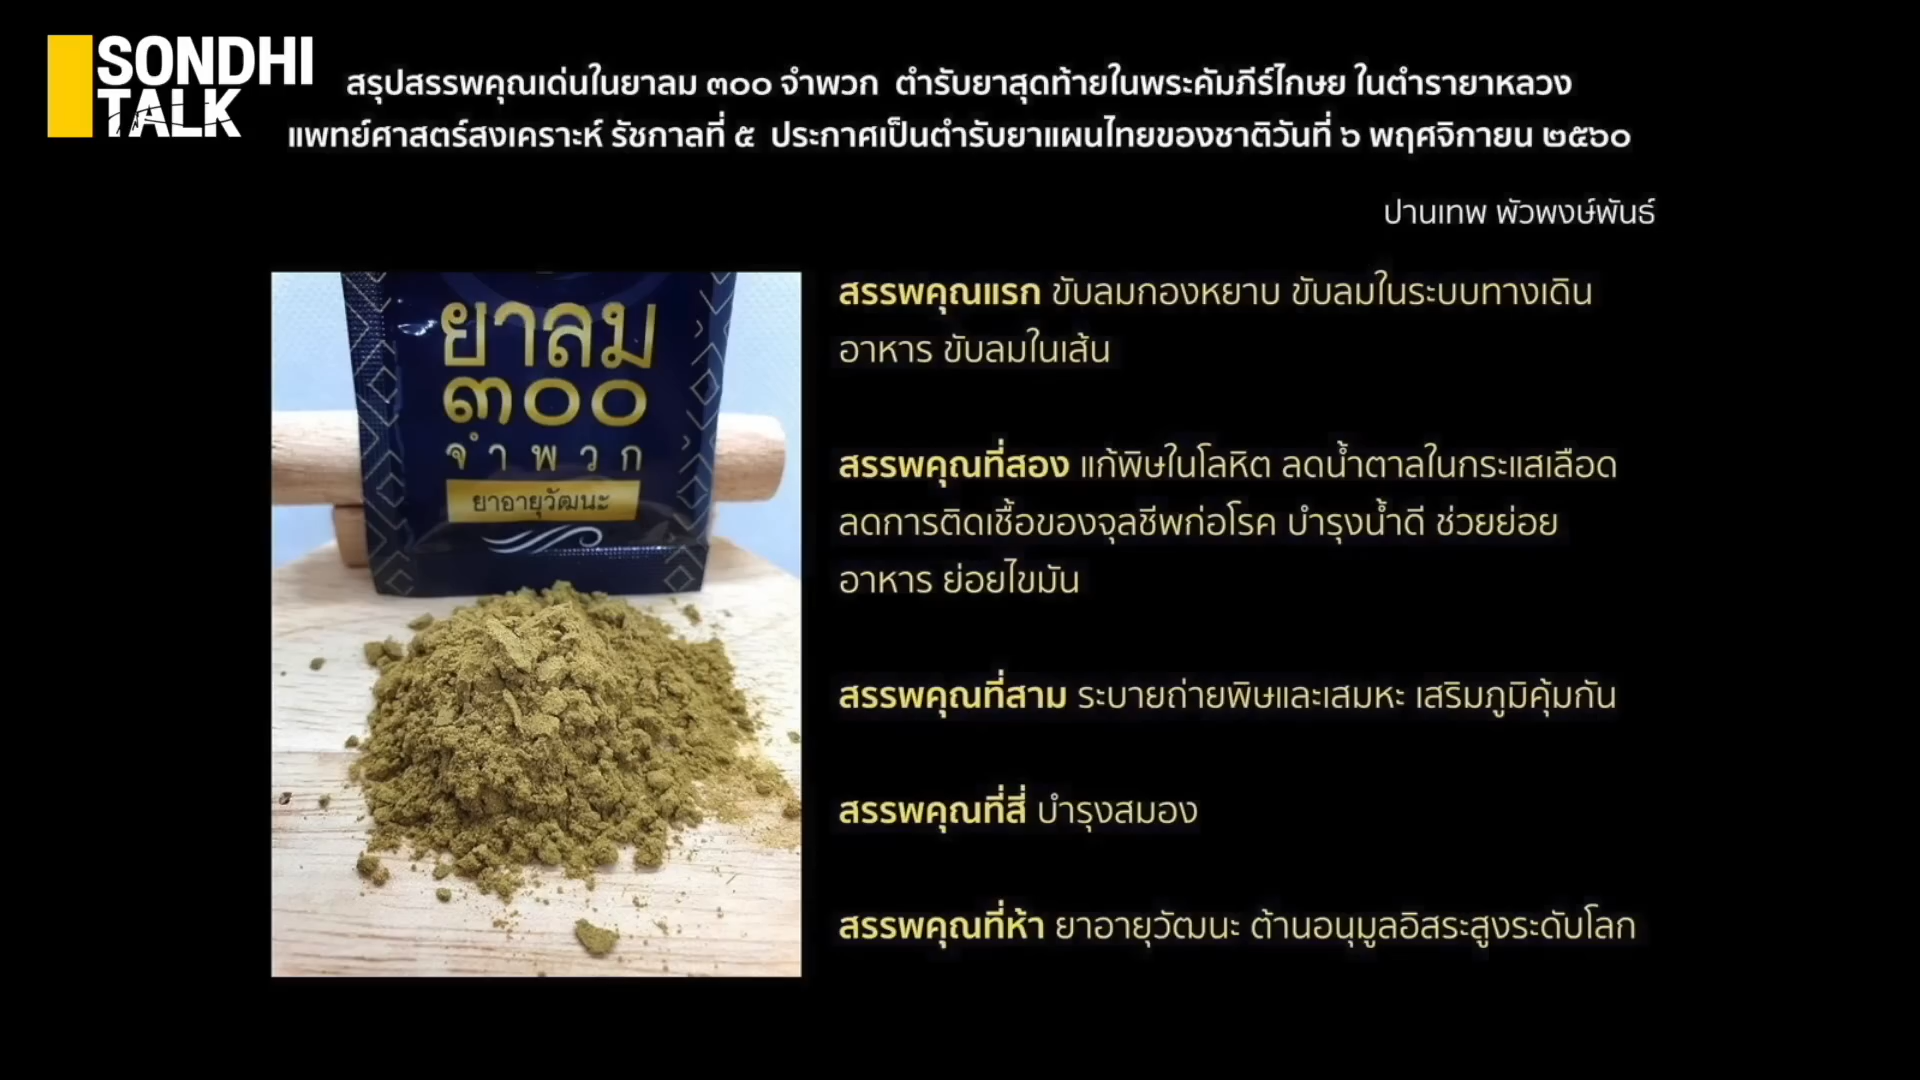 SONDHI
TALK
สรุปสรรพคุณเด่นในยาลม ๓๐๐ จำพวก ตำรับยาสุดท้ายในพระคัมภีร์ไกษย ในตำรายาหลวง
แพทย์ศาสตร์สงเคราะห์ รัชกาลที่ ๕ ประกาศเป็นตำรับยาแผนไทยของชาติวันที่ ๖ พฤศจิกายน ๒๕๖๐
ปานเทพ พัวพงษ์พันธ์
ยาลม
๓๐๐
จำพวก
ยาอายุวัฒนะ
สรรพคุณแรก ขับลมกองหยาบ ขับลมในระบบทางเดิน
อาหาร ขับลมในเส้น
สรรพคุณที่สอง แก้พิษในโลหิต ลดน้ำตาลในกระแสเลือด
ลดการติดเชื้อของจุลชีพก่อโรค บำรุงน้ำดี ช่วยย่อย
อาหาร ย่อยไขมัน
สรรพคุณที่สาม ระบายถ่ายพิษและเสมหะ เสริมภูมิคุ้มกัน
สรรพคุณที่สี่ บำรุงสมอง
สรรพคุณที่ห้า ยาอายุวัฒนะ ต้านอนุมูลอิสระสูงระดับโลก